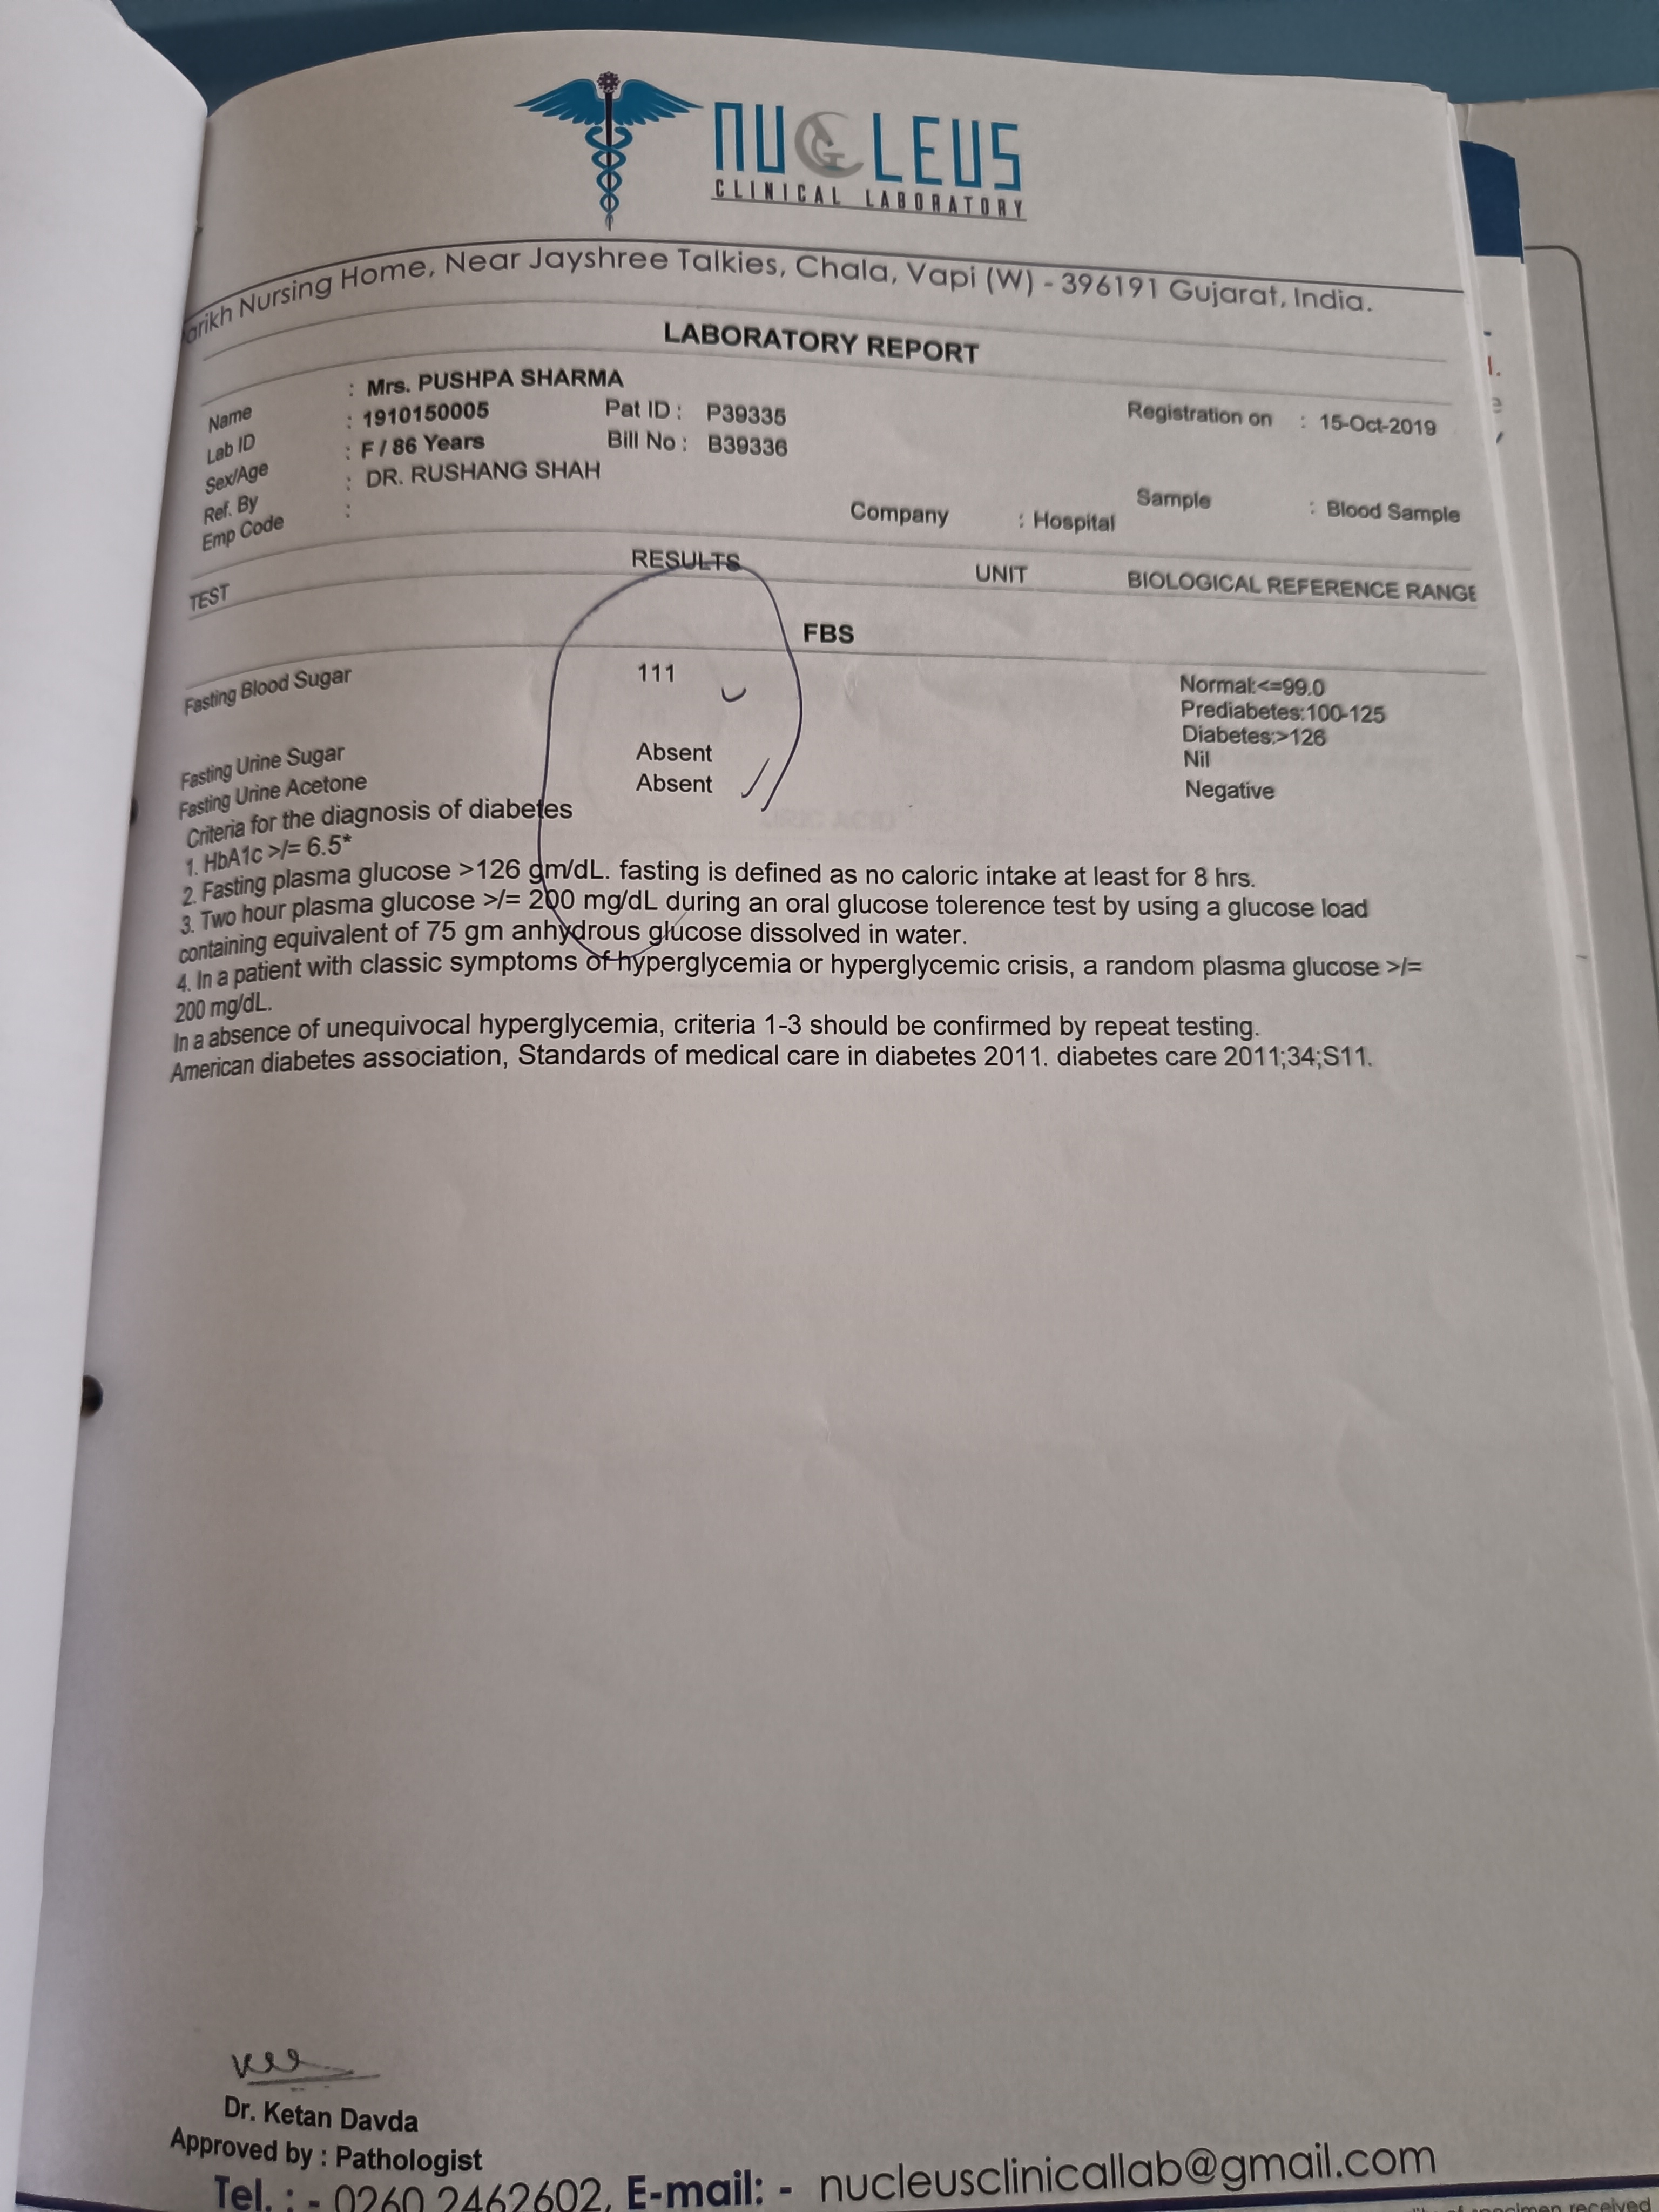 NUCLEUS
CLINICAL LABORATORY
arikh Nursing Home, Near Jayshree Talkies, Chala, Vapi (W) - 396191 Gujarat, India.
LABORATORY REPORT
Name : Mrs. PUSHPA SHARMA
Lab ID : 1910150005 Pat ID : P39335 Registration on : 15-Oct-2019
Sex/Age : F / 86 Years Bill No : B39336
Ref. By : DR. RUSHANG SHAH Sample : Blood Sample
Emp Code : Company : Hospital
TEST RESULTS UNIT BIOLOGICAL REFERENCE RANGE
FBS
Fasting Blood Sugar 111 Normal:<=99.0
Prediabetes:100-125
Diabetes:>126
Fasting Urine Sugar Absent Nil
Fasting Urine Acetone Absent Negative
Criteria for the diagnosis of diabetes
1. HbA1c >/= 6.5*
2. Fasting plasma glucose >126 gm/dL. fasting is defined as no caloric intake at least for 8 hrs.
3. Two hour plasma glucose >/= 200 mg/dL during an oral glucose tolerence test by using a glucose load
containing equivalent of 75 gm anhydrous glucose dissolved in water.
4. In a patient with classic symptoms of hyperglycemia or hyperglycemic crisis, a random plasma glucose >/=
200 mg/dL.
In a absence of unequivocal hyperglycemia, criteria 1-3 should be confirmed by repeat testing.
American diabetes association, Standards of medical care in diabetes 2011. diabetes care 2011;34;S11.
Dr. Ketan Davda
Approved by : Pathologist
Tel. : - 0260 2462602, E-mail: - nucleusclinicallab@gmail.com
of specimen received